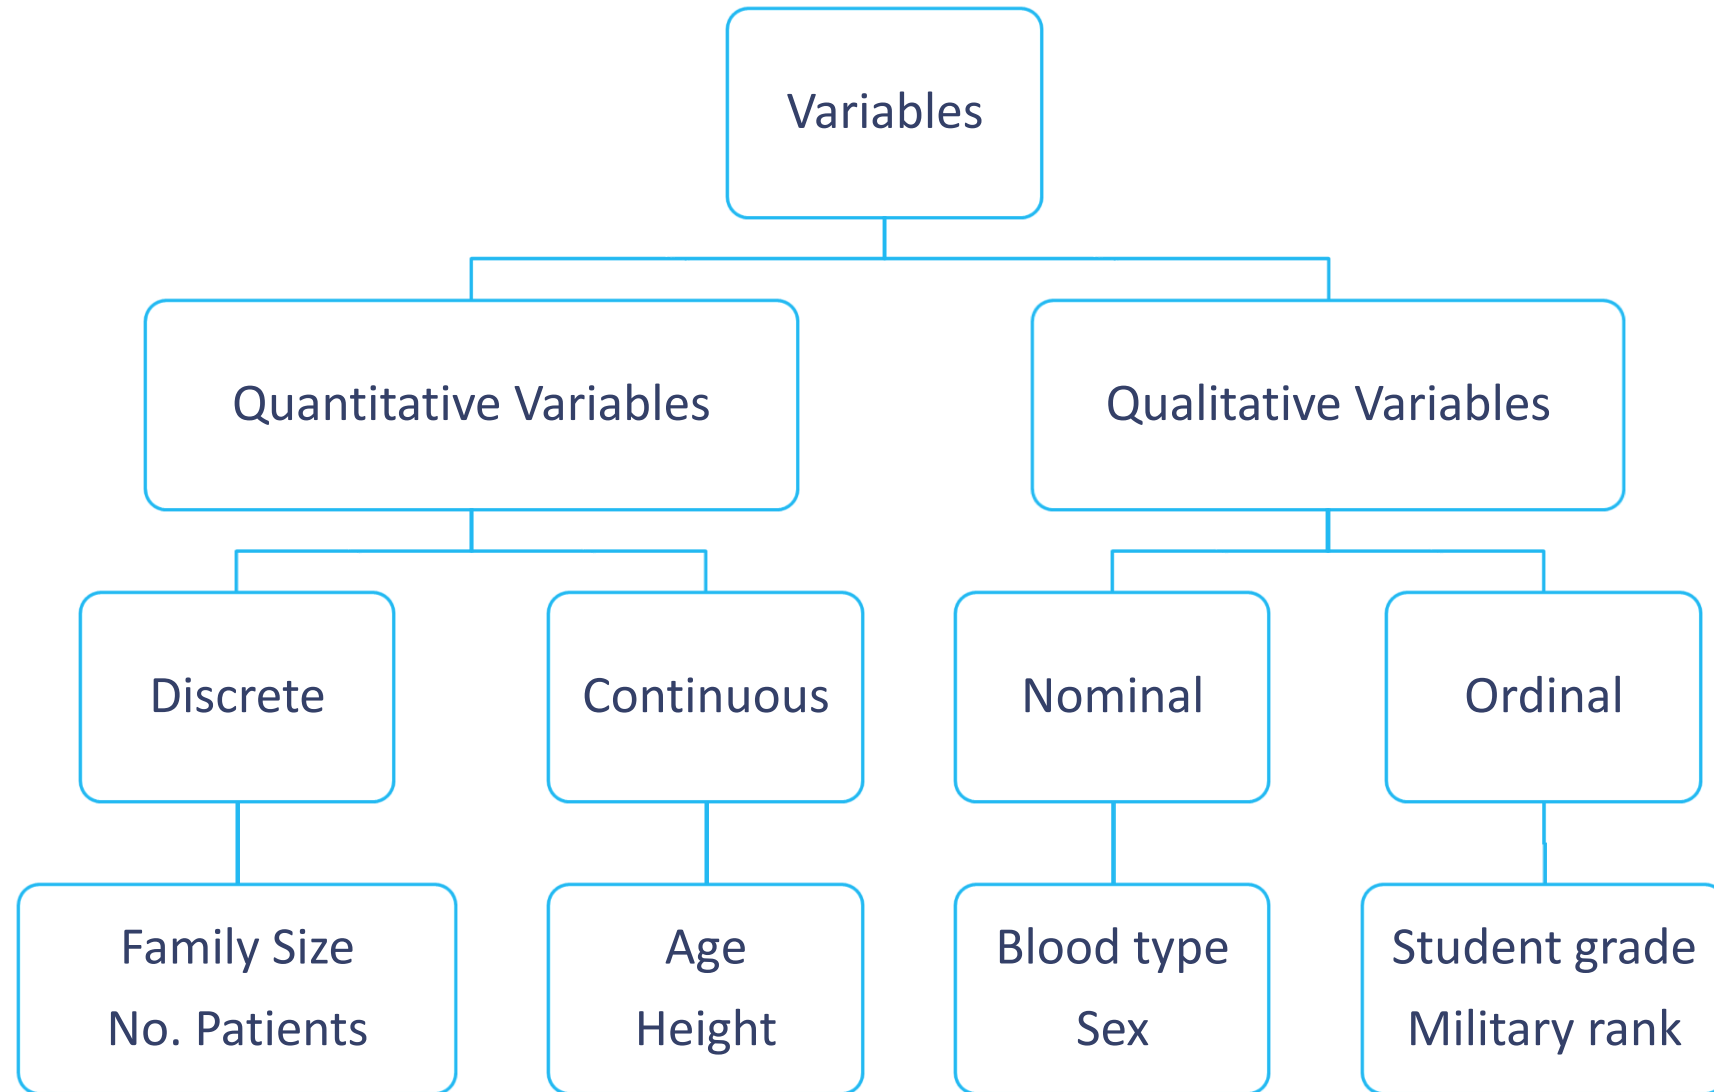 Variables
Quantitative Variables
Qualitative Variables
Discrete
Continuous
Nominal
Ordinal
Family Size
No. Patients
Age
Height
Blood type
Sex
Student grade
Military rank